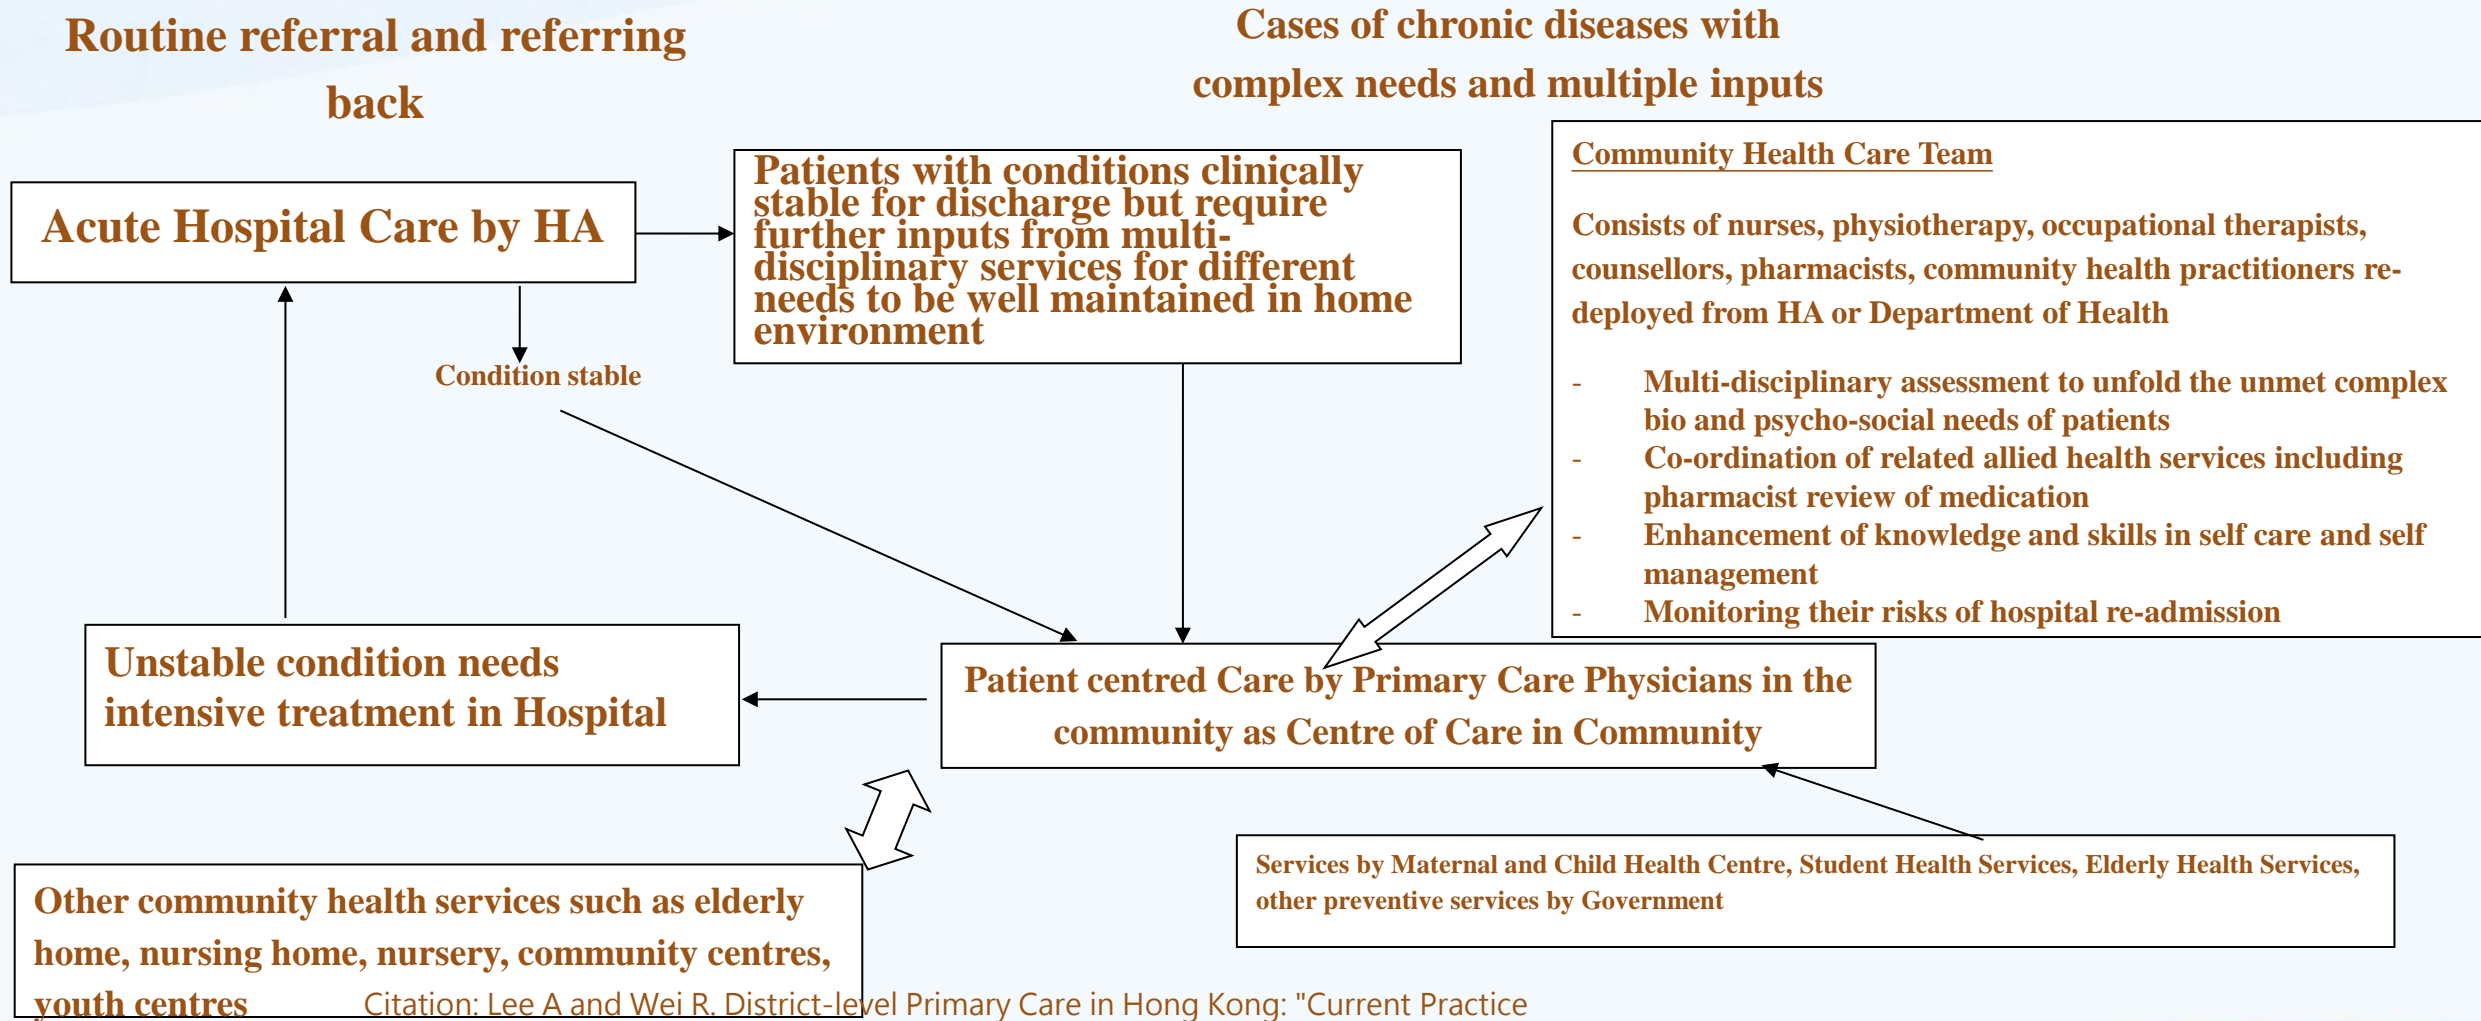 Routine referral and referring
back
Cases of chronic diseases with
complex needs and multiple inputs
Acute Hospital Care by HA
Patients with conditions clinically
stable for discharge but require
further inputs from multi-
disciplinary services for different
needs to be well maintained in home
environment
Community Health Care Team
Consists of nurses, physiotherapy, occupational therapists,
counsellors, pharmacists, community health practitioners re-
deployed from HA or Department of Health
- Multi-disciplinary assessment to unfold the unmet complex
bio and psycho-social needs of patients
- Co-ordination of related allied health services including
pharmacist review of medication
- Enhancement of knowledge and skills in self care and self
management
- Monitoring their risks of hospital re-admission
Condition stable
Unstable condition needs
intensive treatment in Hospital
Patient centred Care by Primary Care Physicians in the
community as Centre of Care in Community
Other community health services such as elderly
home, nursing home, nursery, community centres,
youth centres
Services by Maternal and Child Health Centre, Student Health Services, Elderly Health Services,
other preventive services by Government
Citation: Lee A and Wei R. District-level Primary Care in Hong Kong: "Current Practice